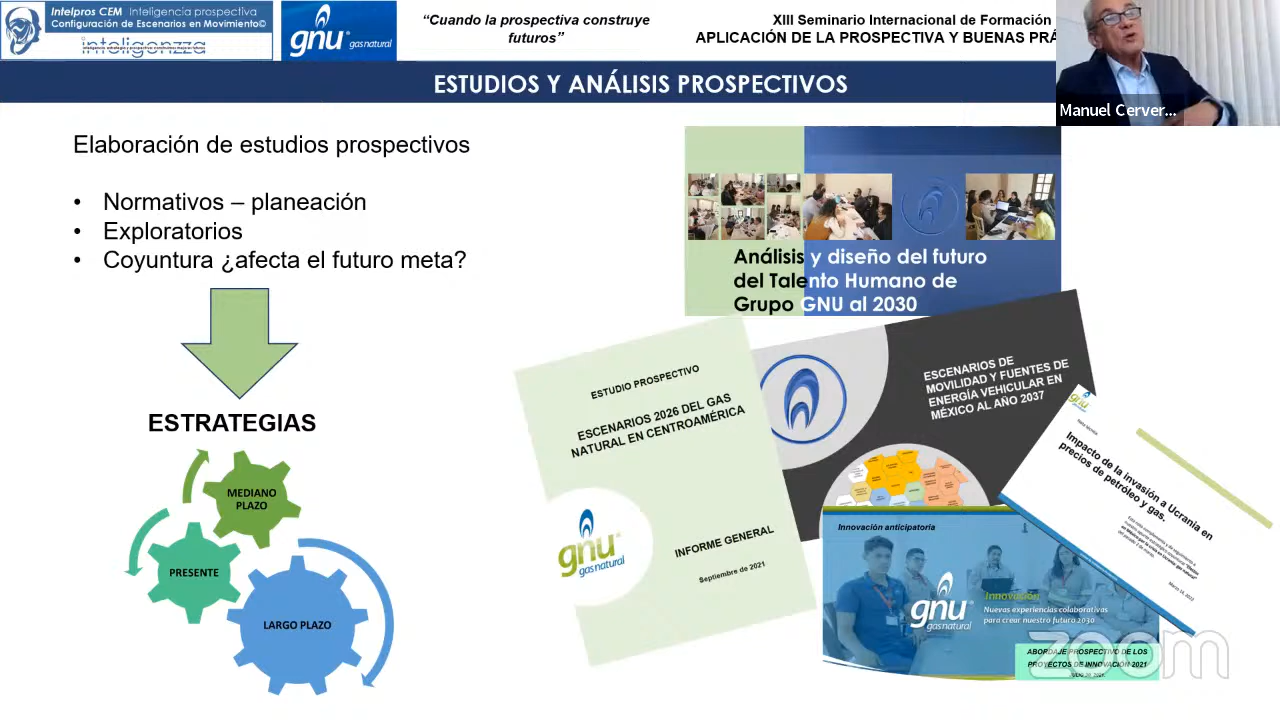 Intelpros CEM Inteligencia prospectiva
Configuración de Escenarios en Movimiento©
inteligenzza
gnu®
gas natural
“Cuando la prospectiva construye
futuros”
XIII Seminario Internacional de Formación
APLICACIÓN DE LA PROSPECTIVA Y BUENAS PRÁ
Manuel Cerver...
ESTUDIOS Y ANÁLISIS PROSPECTIVOS
Elaboración de estudios prospectivos
• Normativos – planeación
• Exploratorios
• Coyuntura ¿afecta el futuro meta?
ESTRATEGIAS
MEDIANO
PLAZO
PRESENTE
LARGO PLAZO
Análisis y diseño del futuro
del Talento Humano de
Grupo GNU al 2030
ESTUDIO PROSPECTIVO
ESCENARIOS 2026 DEL GAS
NATURAL EN CENTROAMÉRICA
gnu®
gas natural
INFORME GENERAL
Septiembre de 2021
ESCENARIOS DE
MOVILIDAD Y FUENTES DE
ENERGÍA VEHICULAR EN
MÉXICO AL AÑO 2037
gnu
Impacto de la invasión a Ucrania en
precios de petróleo y gas.
Marzo 14, 2022
Innovación anticipatoria
gnu®
gas natural
Innovación:
Nuevas experiencias colaborativas
para crear nuestro futuro 2030
ABORDAJE PROSPECTIVO DE LOS
PROYECTOS DE INNOVACIÓN 2021
zoom